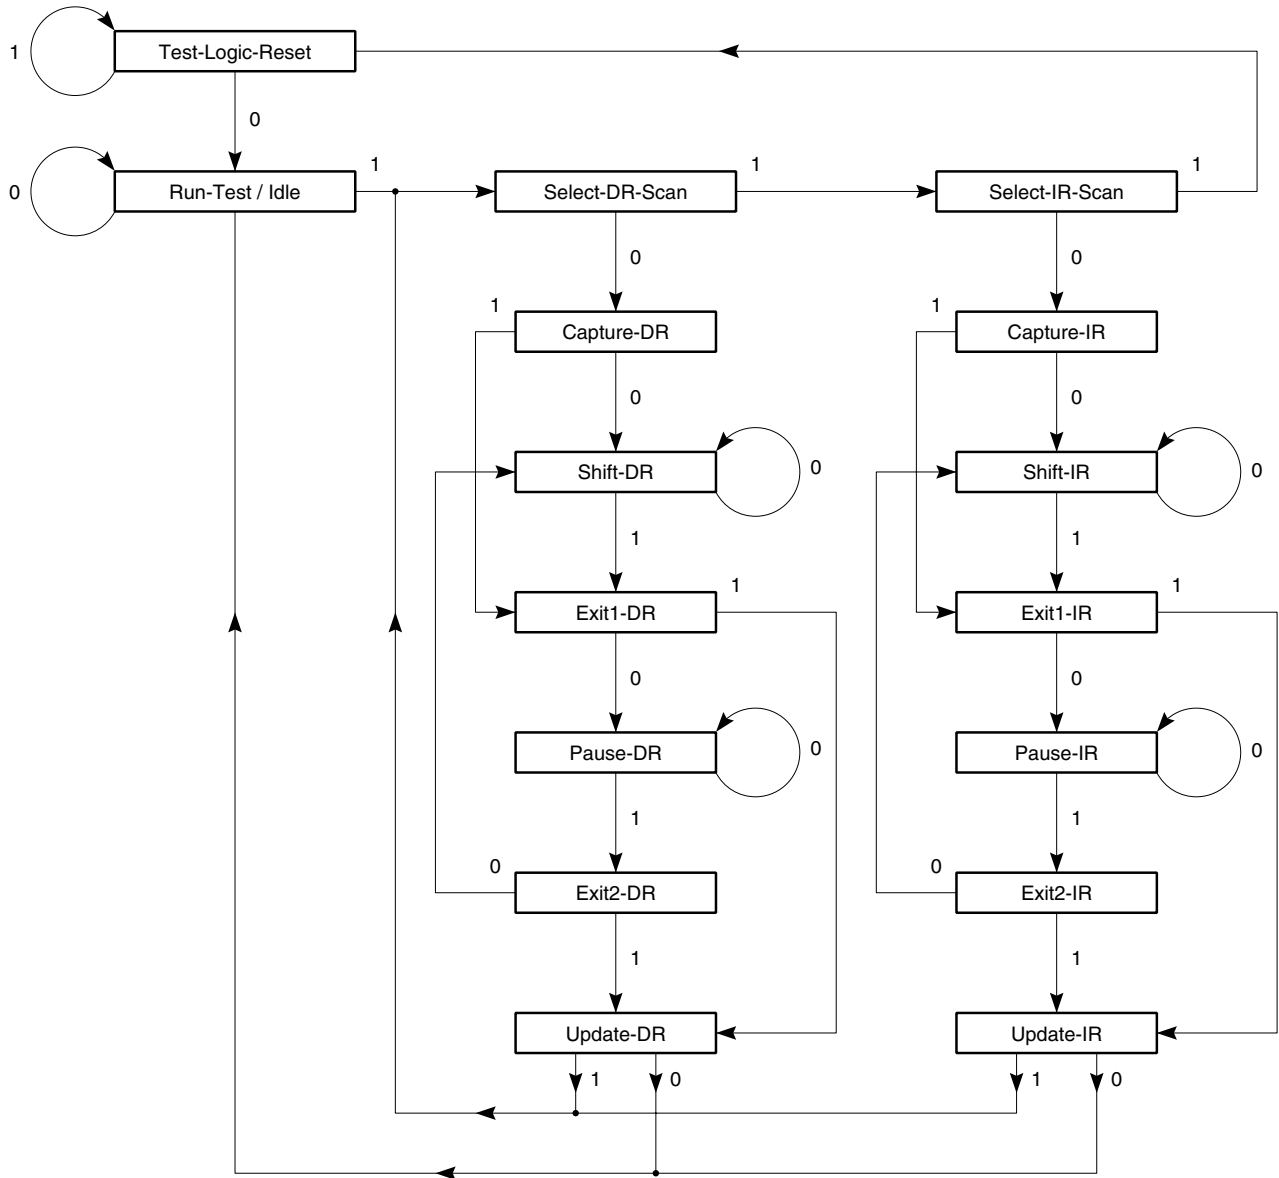 1
Test-Logic-Reset
0
0
Run-Test / Idle
1
Select-DR-Scan
1
Select-IR-Scan
1
0
0
1
Capture-DR
1
Capture-IR
0
0
Shift-DR
0
Shift-IR
0
1
1
Exit1-DR
1
Exit1-IR
1
0
0
Pause-DR
0
Pause-IR
0
1
1
0
Exit2-DR
0
Exit2-IR
1
1
Update-DR
Update-IR
1
0
1
0